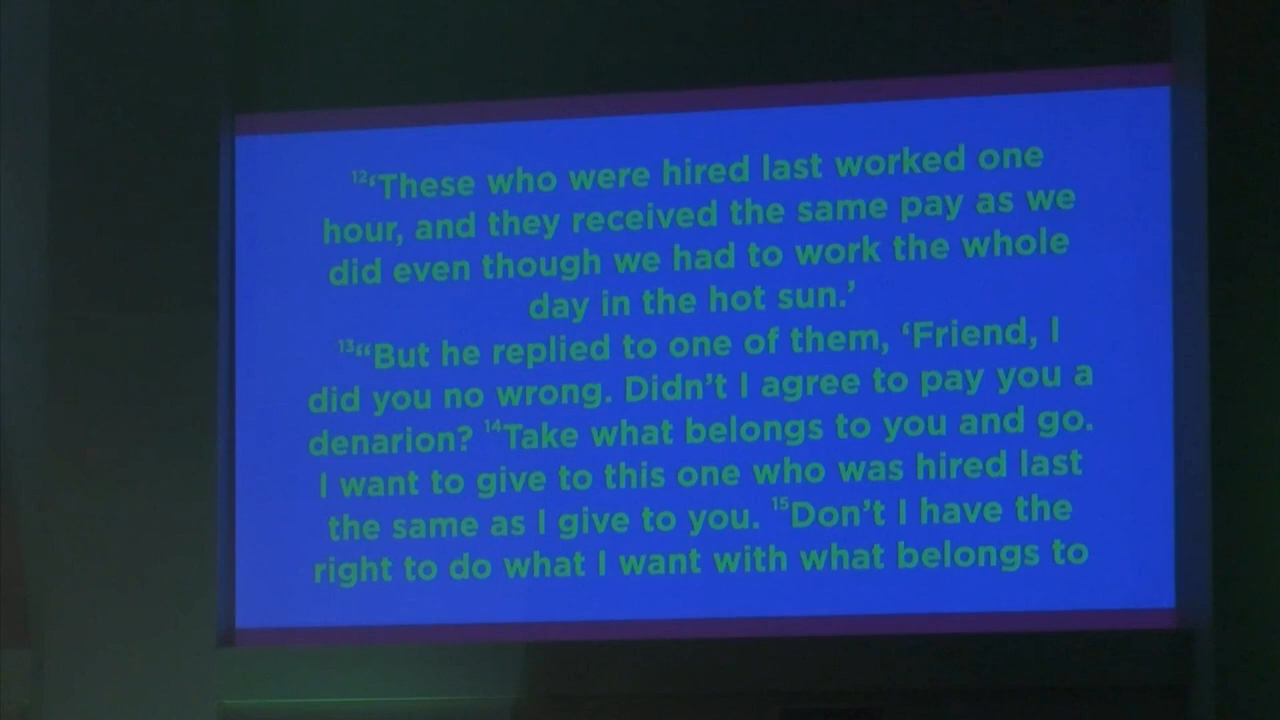 ¹²‘These who were hired last worked one
hour, and they received the same pay as we
did even though we had to work the whole
day in the hot sun.’
¹³“But he replied to one of them, ‘Friend, I
did you no wrong. Didn’t I agree to pay you a
denarion? ¹⁴Take what belongs to you and go.
I want to give to this one who was hired last
the same as I give to you. ¹⁵Don’t I have the
right to do what I want with what belongs to